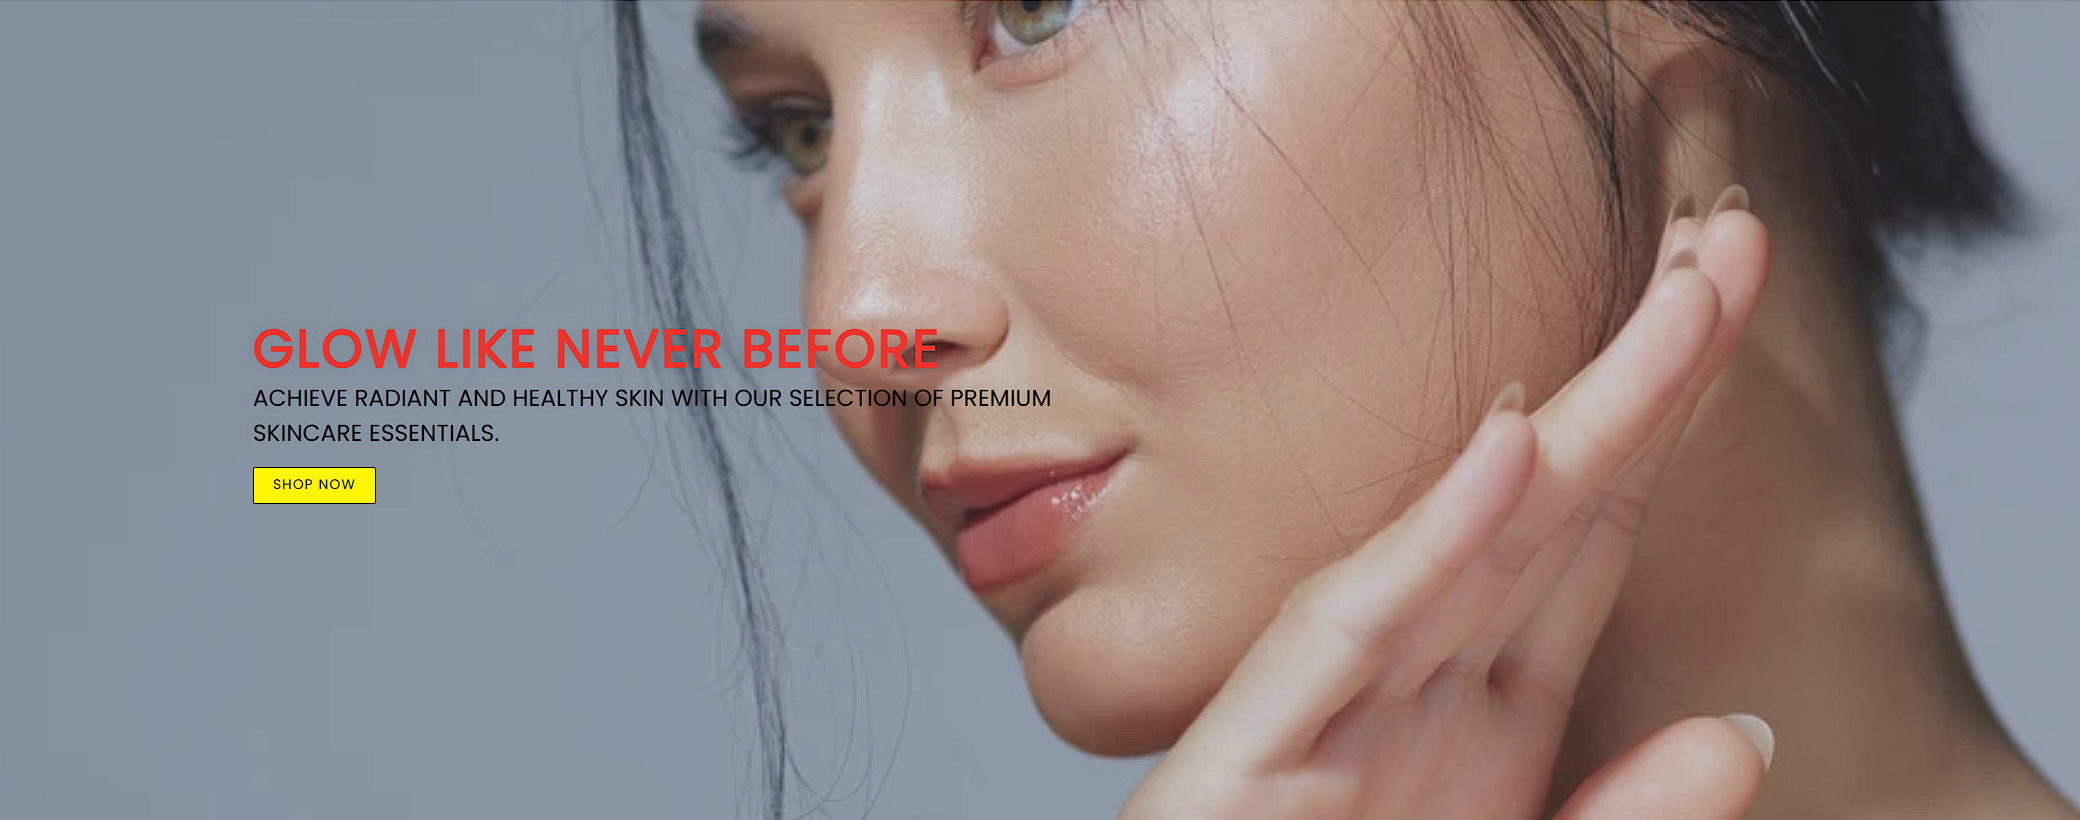 GLOW LIKE NEVER BEFORE
ACHIEVE RADIANT AND HEALTHY SKIN WITH OUR SELECTION OF PREMIUM
SKINCARE ESSENTIALS.
SHOP NOW